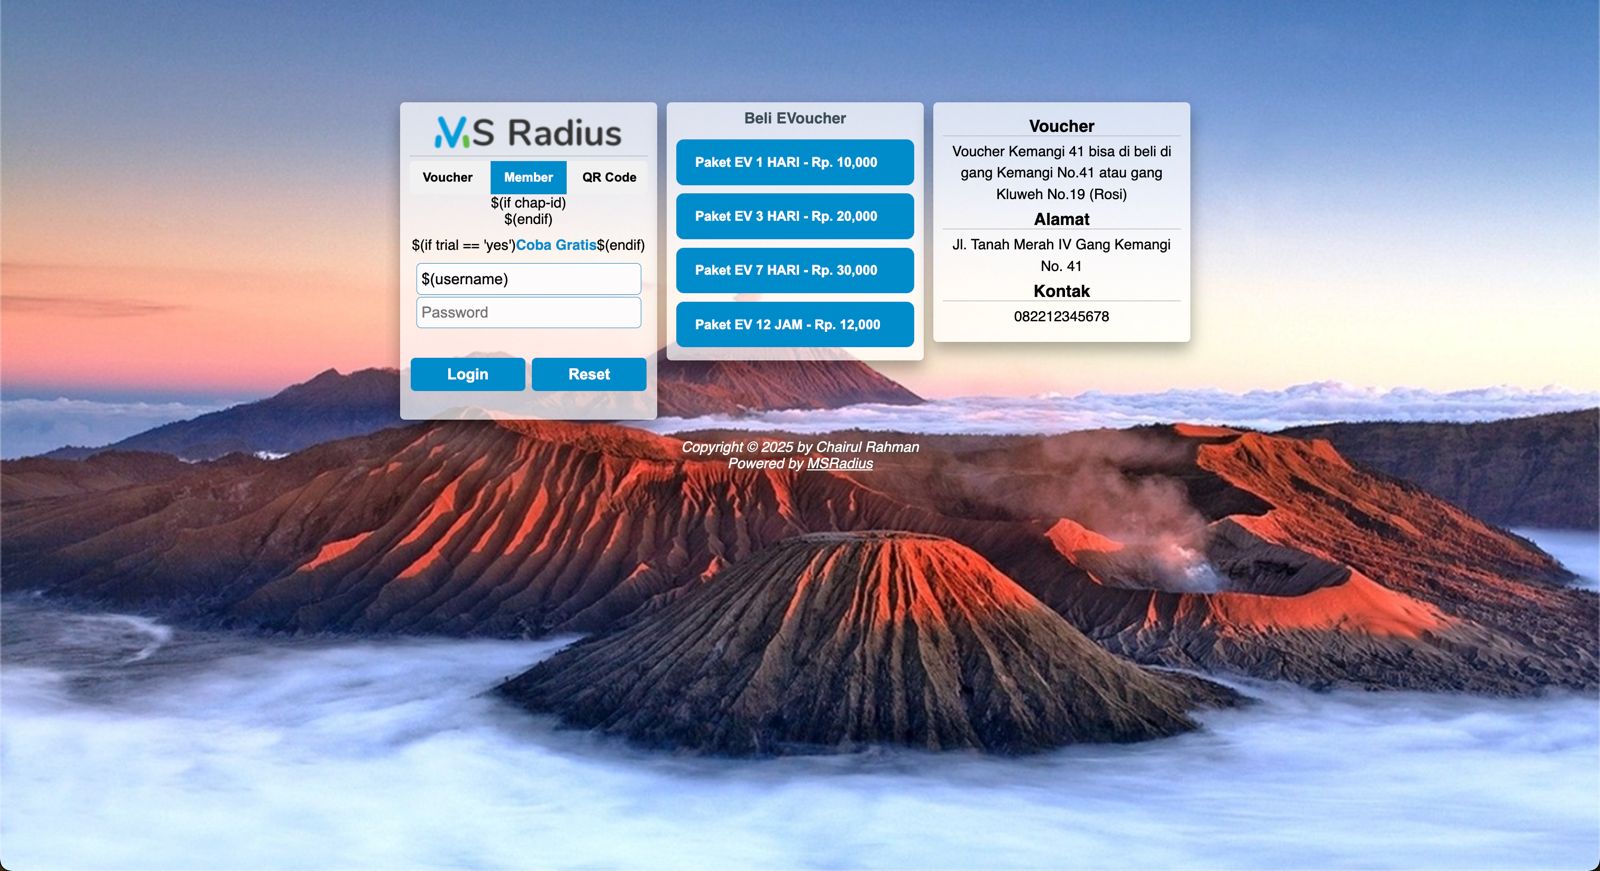 MS Radius
Voucher
Member
QR Code
$(if chap-id)
$(endif)
$(if trial == 'yes')Coba Gratis$(endif)
$(username)
Password
Login
Reset
Beli EVoucher
Paket EV 1 HARI - Rp. 10,000
Paket EV 3 HARI - Rp. 20,000
Paket EV 7 HARI - Rp. 30,000
Paket EV 12 JAM - Rp. 12,000
Voucher
Voucher Kemangi 41 bisa di beli di
gang Kemangi No.41 atau gang
Kluweh No.19 (Rosi)
Alamat
Jl. Tanah Merah IV Gang Kemangi
No. 41
Kontak
082212345678
Copyright © 2025 by Chairul Rahman
Powered by MSRadius